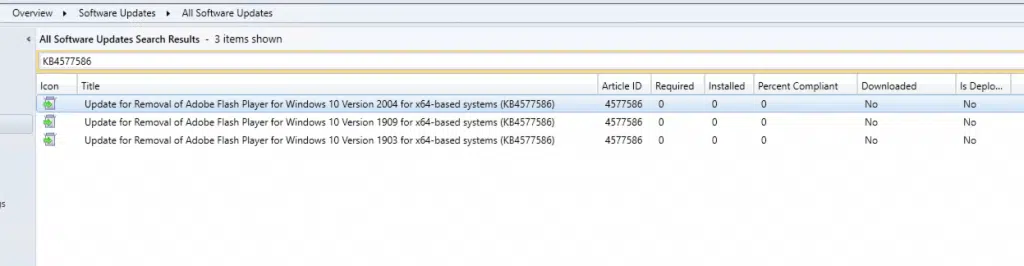 Overview ▸ Software Updates ▸ All Software Updates
All Software Updates Search Results - 3 items shown
KB4577586
Icon Title Article ID Required Installed Percent Compliant Downloaded Is Deplo...
Update for Removal of Adobe Flash Player for Windows 10 Version 2004 for x64-based systems (KB4577586) 4577586 0 0 0 No No
Update for Removal of Adobe Flash Player for Windows 10 Version 1909 for x64-based systems (KB4577586) 4577586 0 0 0 No No
Update for Removal of Adobe Flash Player for Windows 10 Version 1903 for x64-based systems (KB4577586) 4577586 0 0 0 No No